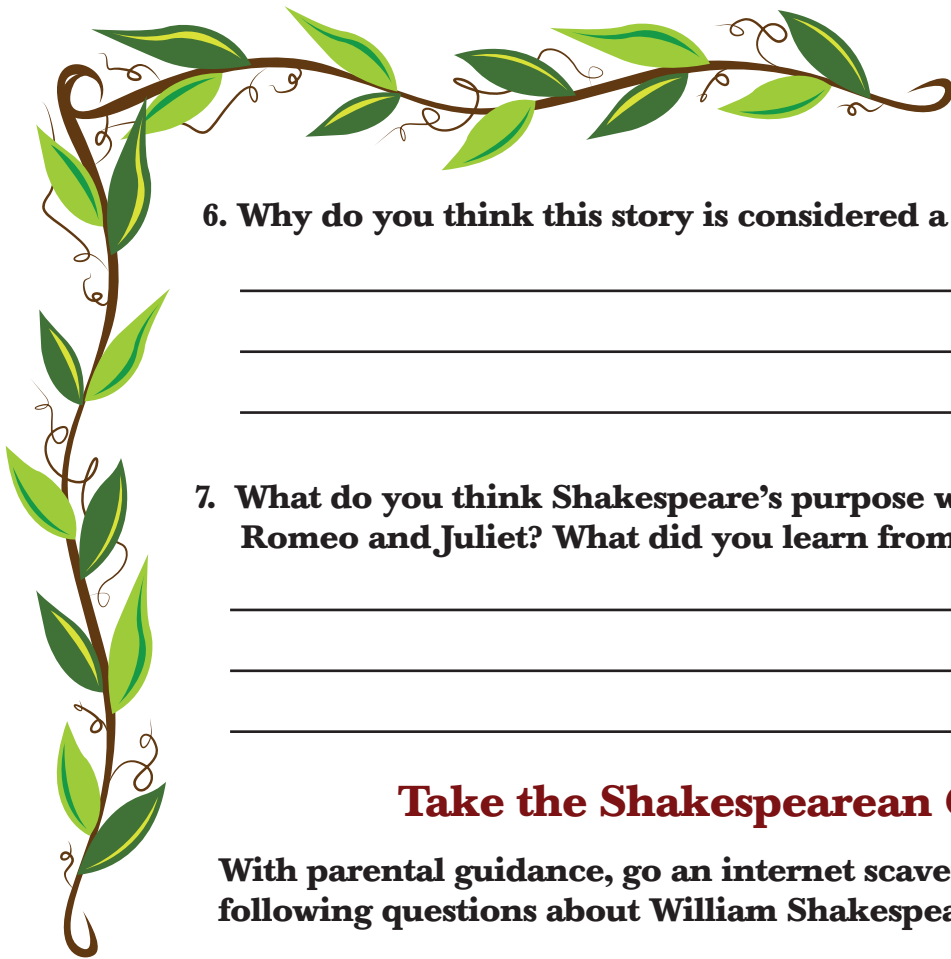 6. Why do you think this story is considered a
7. What do you think Shakespeare's purpose
Romeo and Juliet? What did you learn from
Take the Shakespearean
With parental guidance, go an internet scave
following questions about William Shakespea